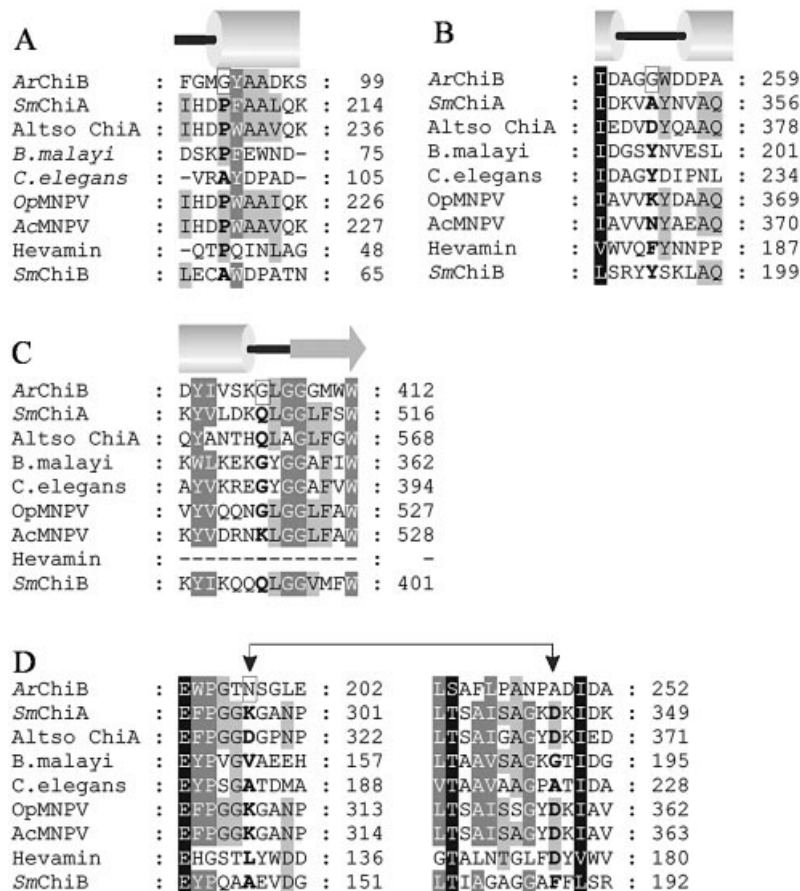 A
ArChiB : FGMGYAADKS : 99
SmChiA : IHDPFAALQK : 214
Altso ChiA : IHDPWAAVQK : 236
B.malayi : DSKPFEWND- : 75
C.elegans : -VRAYDPAD- : 105
OpMNPV : IHDPWAAIQK : 226
AcMNPV : IHDPWAAVQK : 227
Hevamin : -QTPQINLAG : 48
SmChiB : LECAWDPATN : 65
B
ArChiB : IDAGGWDDPA : 259
SmChiA : IDKVAYNVAQ : 356
Altso ChiA : IEDVDYQAAQ : 378
B.malayi : IDGSYNVESL : 201
C.elegans : IDAGYDIPNL : 234
OpMNPV : IAVVKYDAAQ : 369
AcMNPV : IAVVNYAEAQ : 370
Hevamin : VWVQFYNNPP : 187
SmChiB : LSRYYSKLAQ : 199
C
ArChiB : DYIVSKGLGGGMWW : 412
SmChiA : KYVLDKQLGGLFSW : 516
Altso ChiA : QYANTHQLAGLFGW : 568
B.malayi : KWLKEKGYGGAFIW : 362
C.elegans : AYVKREGYGGAFVW : 394
OpMNPV : VYVQQNGLGGLFAW : 527
AcMNPV : KYVDRNKLGGLFAW : 528
Hevamin : -------------- : -
SmChiB : KYIKQQQLGGVMFW : 401
D
ArChiB : EWPGTNSGLE : 202 LSAFLPANPADIDA : 252
SmChiA : EFPGGKGANP : 301 LTSAISAGKDKIDK : 349
Altso ChiA : EFPGGDGPNP : 322 LTSAISAGYDKIED : 371
B.malayi : EYPVGVAEEH : 157 LTAAVSAGKGTIDG : 195
C.elegans : EYPSGATDMA : 188 VTAAVAAGPATIDA : 228
OpMNPV : EFPGGKGANP : 313 LTSAISSGYDKIAV : 362
AcMNPV : EFPGGKGANP : 314 LTSAISAGYDKIAV : 363
Hevamin : EHGSTLYWDD : 136 GTALNTGLFDYVWV : 180
SmChiB : EYPQAAEVDG : 151 LTIAGAGGAFFLSR : 192